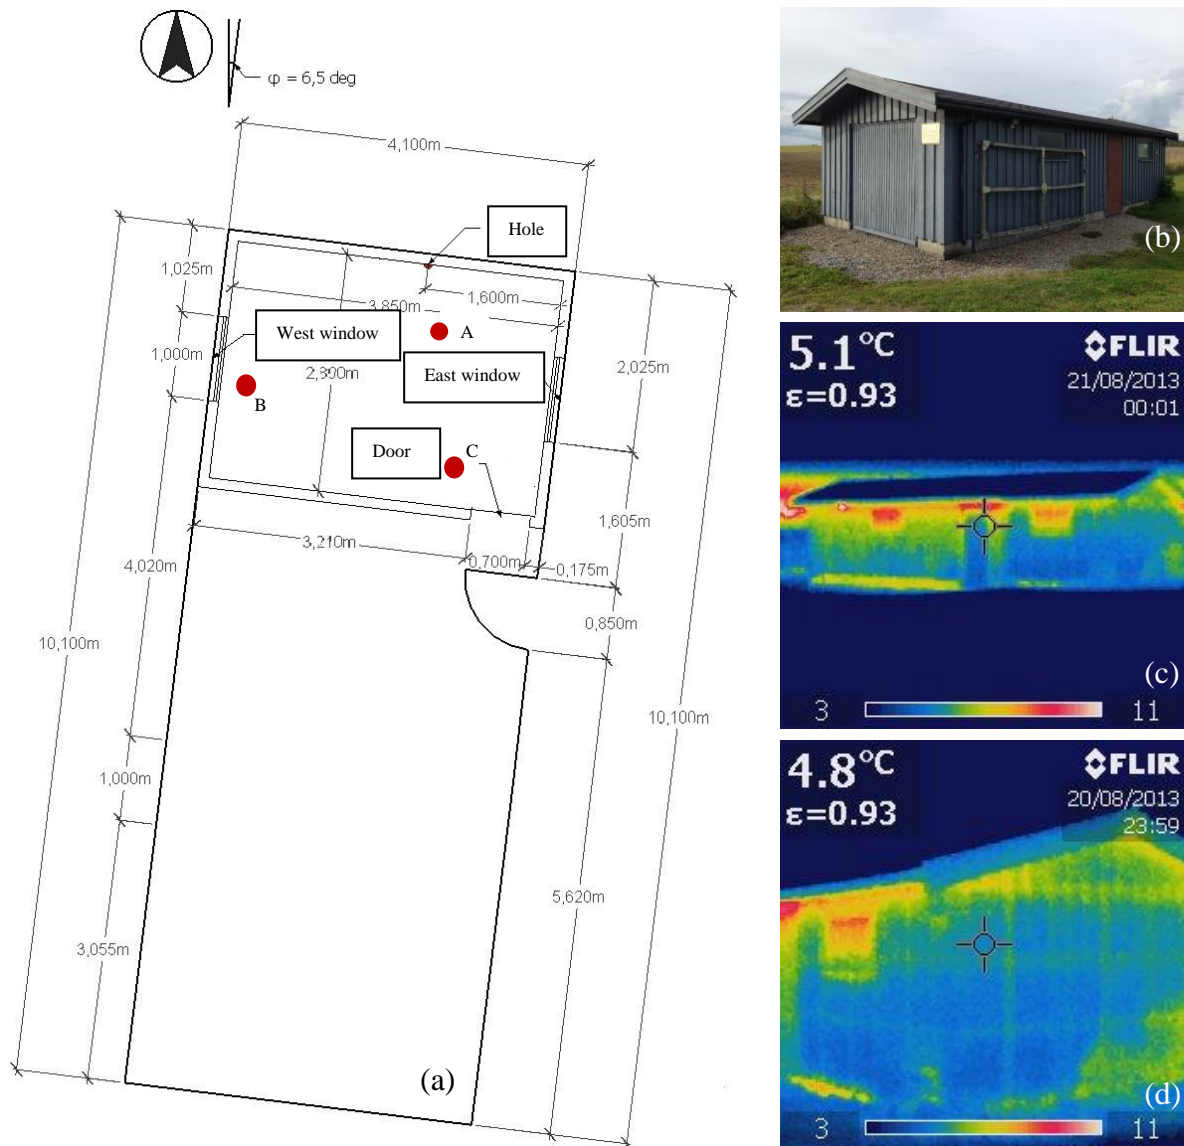 φ = 6,5 deg
4,100m
Hole
1,025m
1,600m
3,850m
A
West window
1,000m
2,300m
East window
2,025m
B
Door
C
3,210m
0,700m
0,175m
1,605m
4,020m
0,850m
10,100m
10,100m
1,000m
5,620m
3,055m
(a)
(b)
5.1°C
FLIR
ε=0.93
21/08/2013
00:01
(c)
3
11
4.8°C
FLIR
ε=0.93
20/08/2013
23:59
(d)
3
11